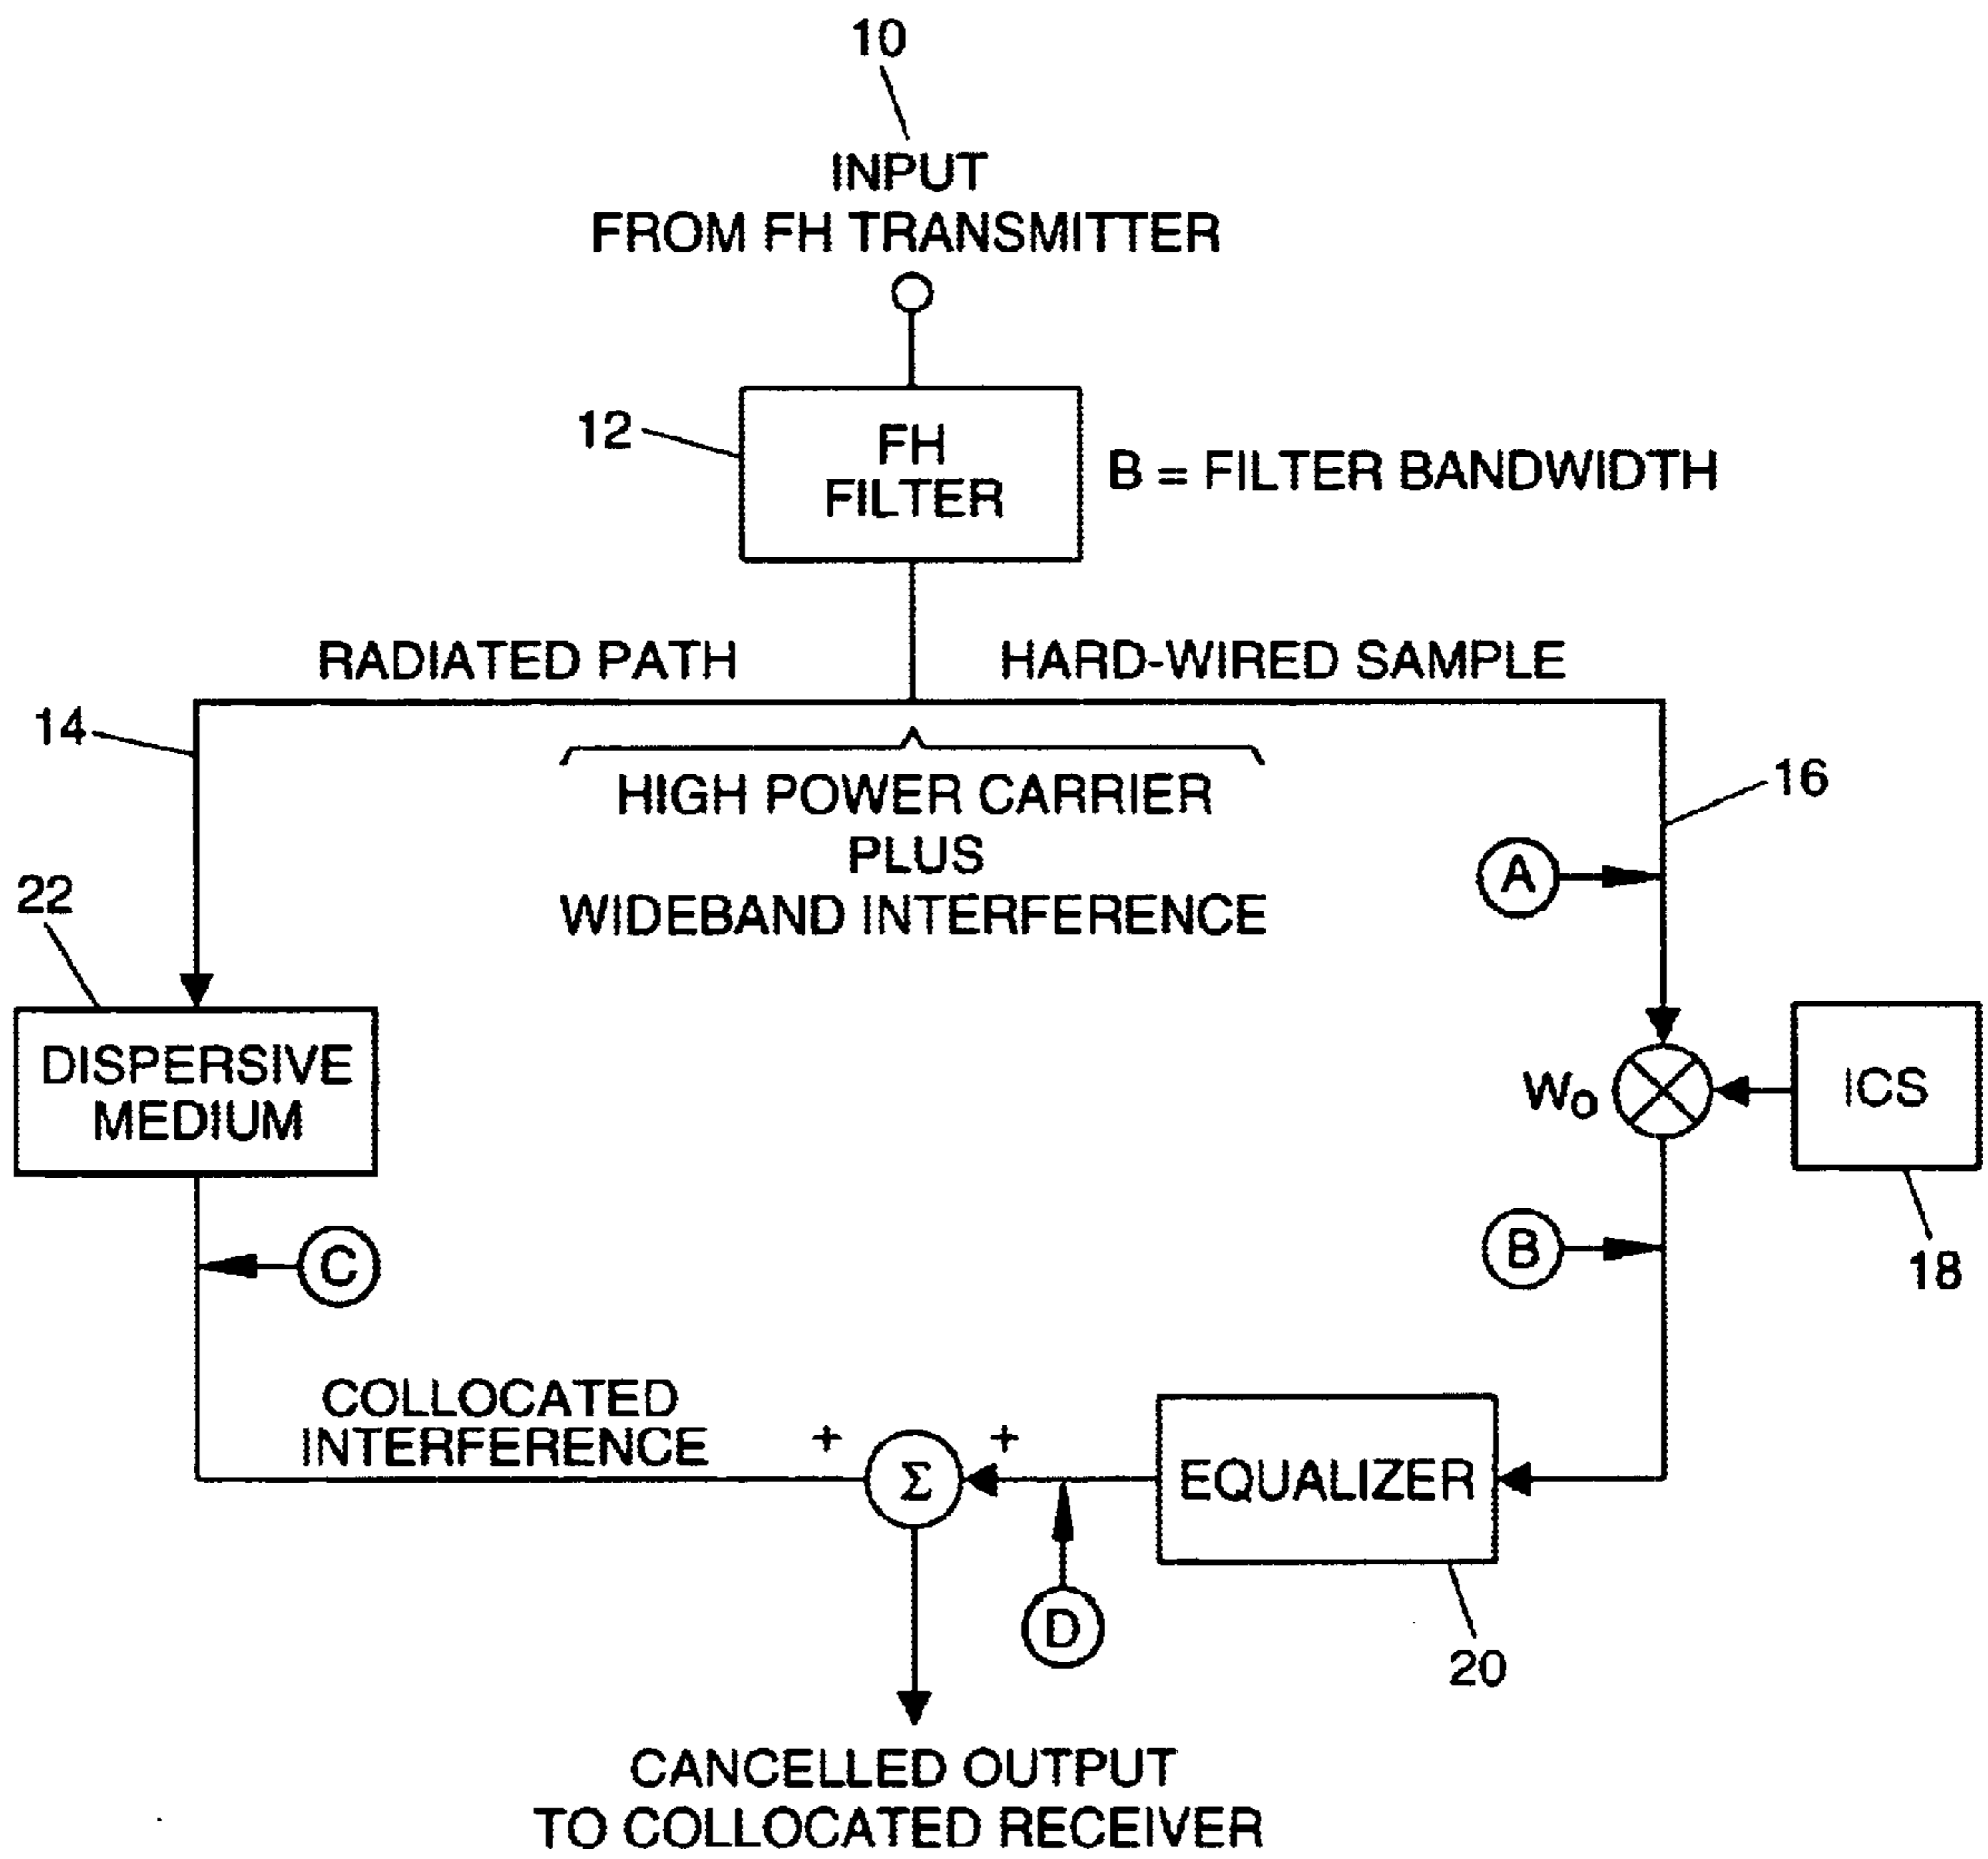 10
INPUT
FROM FH TRANSMITTER
12
FH
FILTER
B = FILTER BANDWIDTH
RADIATED PATH
HARD-WIRED SAMPLE
14
HIGH POWER CARRIER
PLUS
WIDEBAND INTERFERENCE
16
A
22
DISPERSIVE
MEDIUM
Wo
ICS
C
B
18
COLLOCATED
INTERFERENCE
+
+
Σ
EQUALIZER
D
20
CANCELLED OUTPUT
TO COLLOCATED RECEIVER